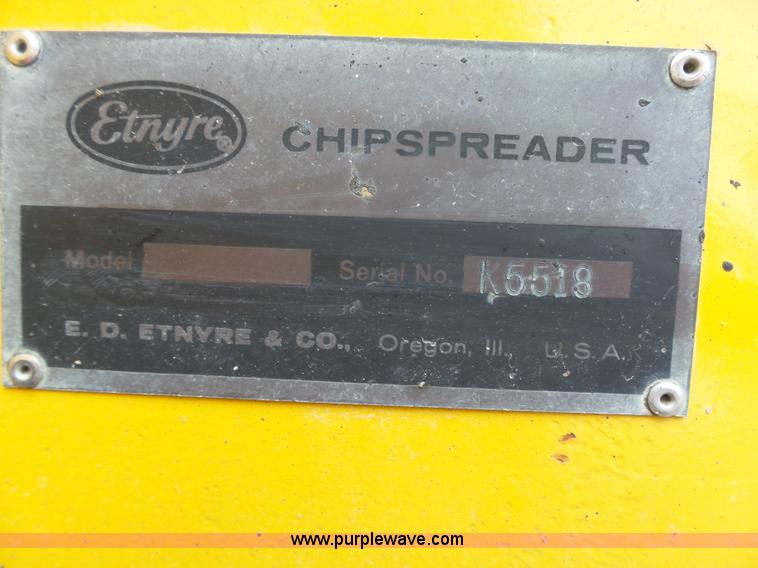 Etnyre®
CHIPSPREADER
Model Serial No. K5518
E. D. ETNYRE & CO., Oregon, Ill., U.S.A.
www.purplewave.com